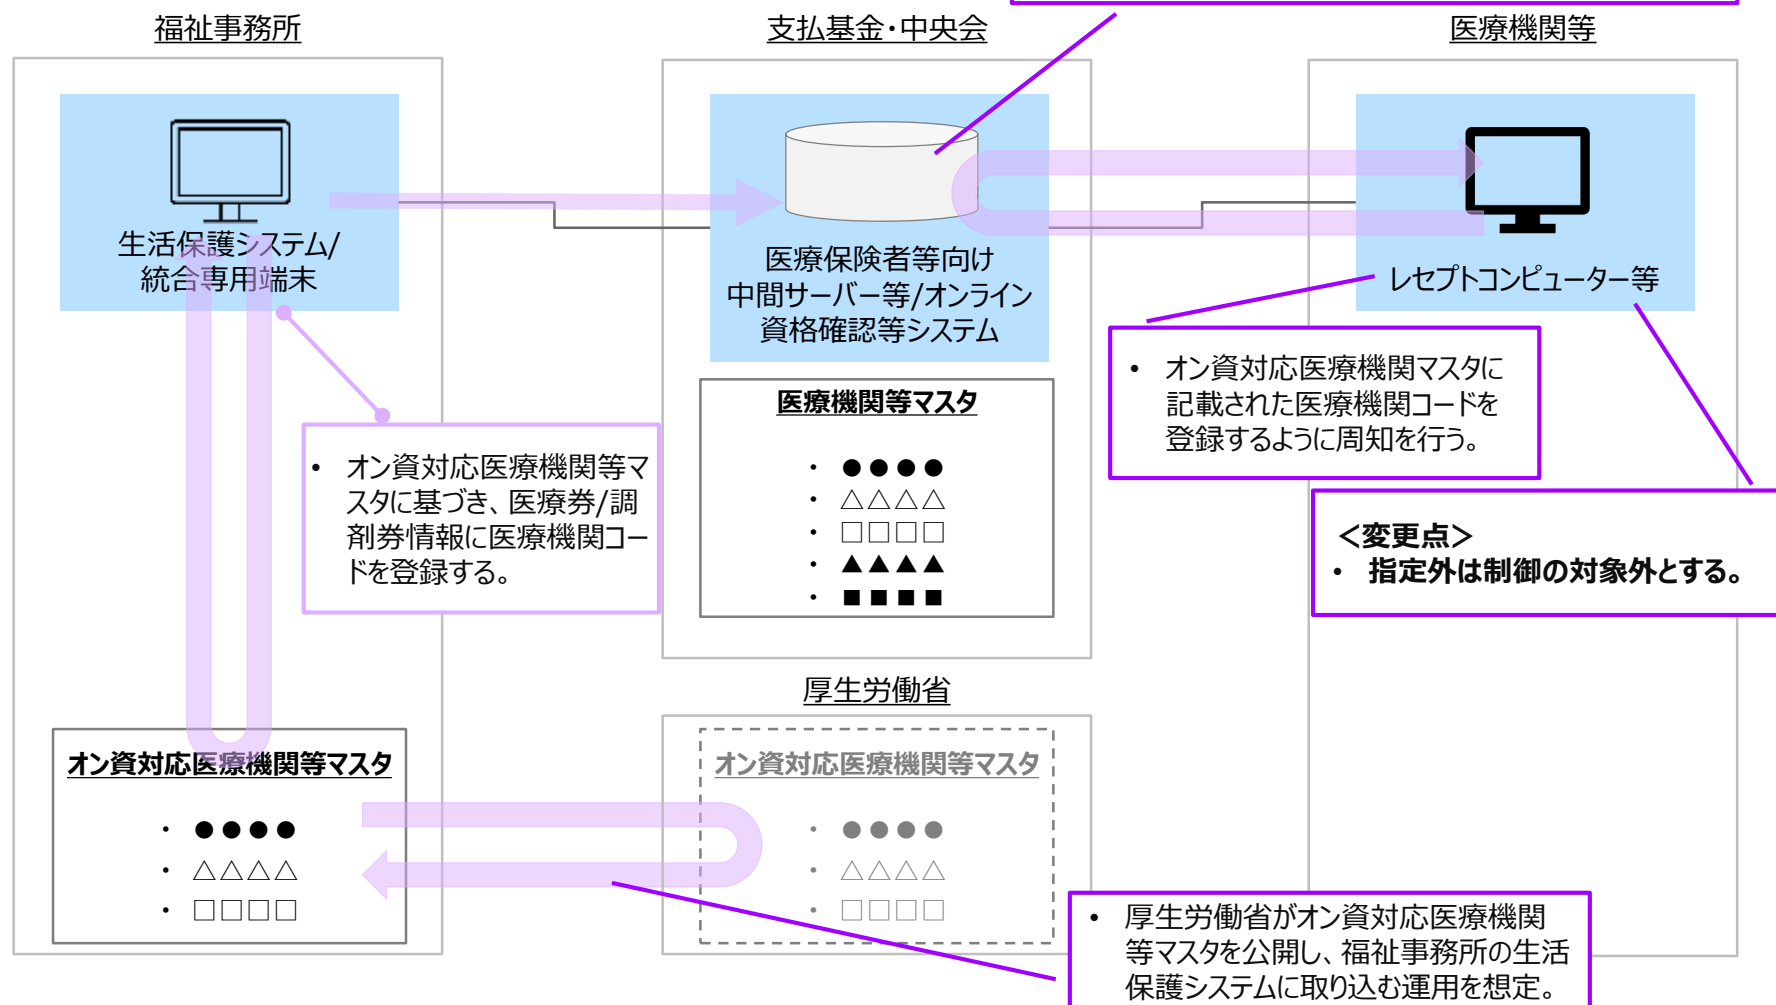 福祉事務所
支払基金・中央会
医療機関等
生活保護システム/
統合専用端末
医療保険者等向け
中間サーバー等/オンライン
資格確認等システム
レセプトコンピューター等
• オン資対応医療機関マスタに
記載された医療機関コードを
登録するように周知を行う。
医療機関等マスタ
• ●●●●
• △△△△
• □□□□
• ▲▲▲▲
• ■■■■
• オン資対応医療機関等マ
スタに基づき、医療券/調
剤券情報に医療機関コー
ドを登録する。
＜変更点＞
• 指定外は制御の対象外とする。
厚生労働省
オン資対応医療機関等マスタ
• ●●●●
• △△△△
• □□□□
オン資対応医療機関等マスタ
• ●●●●
• △△△△
• □□□□
• 厚生労働省がオン資対応医療機関
等マスタを公開し、福祉事務所の生活
保護システムに取り込む運用を想定。